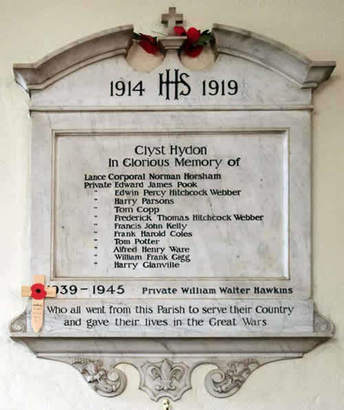 1914 IHS 1919
Clyst Hydon
In Glorious Memory of
Lance Corporal Norman Horsham
Private Edward James Pook
" Edwin Percy Hitchcock Webber
" Harry Parsons
" Tom Copp
" Frederick Thomas Hitchcock Webber
" Francis John Kelly
" Frank Harold Coles
" Tom Potter
" Alfred Henry Ware
" William Frank Gigg
" Harry Glanville
1939-1945 Private William Walter Hawkins
Who all went from this Parish to serve their Country
and gave their lives in the Great Wars